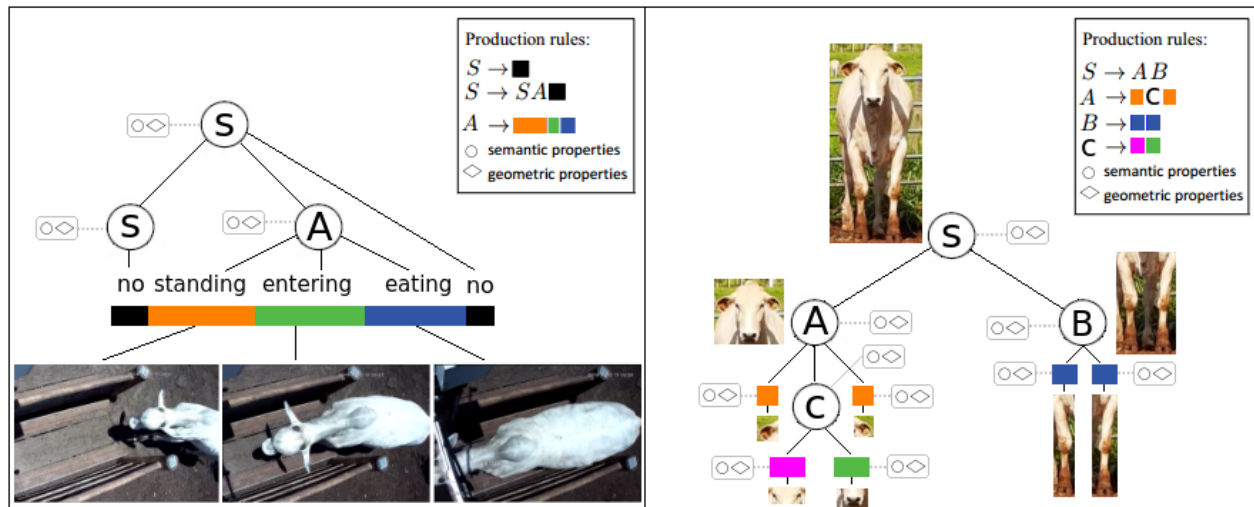 Production rules:
S →
S → S A
A →
semantic properties
geometric properties
S
S
A
no standing entering eating no
Production rules:
S → A B
A → C
B →
C →
semantic properties
geometric properties
S
A
B
C